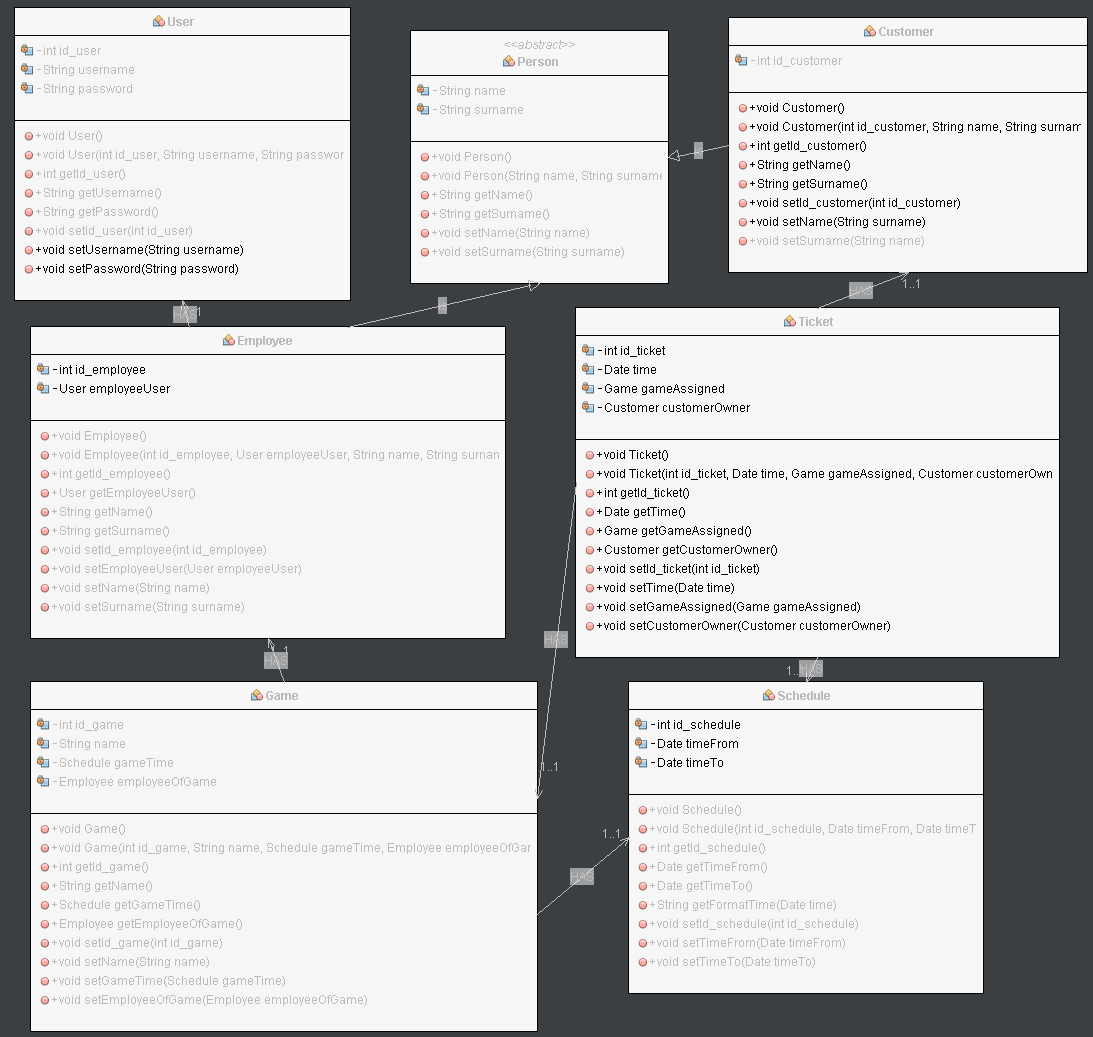 User
-int id_user
-String username
-String password
+void User()
+void User(int id_user, String username, String passwor
+int getId_user()
+String getUsername()
+String getPassword()
+void setId_user(int id_user)
+void setUsername(String username)
+void setPassword(String password)
<<abstract>>
Person
-String name
-String surname
+void Person()
+void Person(String name, String surname
+String getName()
+String getSurname()
+void setName(String name)
+void setSurname(String surname)
Customer
-int id_customer
+void Customer()
+void Customer(int id_customer, String name, String surnam
+int getId_customer()
+String getName()
+String getSurname()
+void setId_customer(int id_customer)
+void setName(String surname)
+void setSurname(String name)
HAS
HAS
1..1
Employee
-int id_employee
-User employeeUser
+void Employee()
+void Employee(int id_employee, User employeeUser, String name, String surnam
+int getId_employee()
+User getEmployeeUser()
+String getName()
+String getSurname()
+void setId_employee(int id_employee)
+void setEmployeeUser(User employeeUser)
+void setName(String name)
+void setSurname(String surname)
Ticket
-int id_ticket
-Date time
-Game gameAssigned
-Customer customerOwner
+void Ticket()
+void Ticket(int id_ticket, Date time, Game gameAssigned, Customer customerOwn
+int getId_ticket()
+Date getTime()
+Game getGameAssigned()
+Customer getCustomerOwner()
+void setId_ticket(int id_ticket)
+void setTime(Date time)
+void setGameAssigned(Game gameAssigned)
+void setCustomerOwner(Customer customerOwner)
HAS
HAS
HAS
Game
-int id_game
-String name
-Schedule gameTime
-Employee employeeOfGame
+void Game()
+void Game(int id_game, String name, Schedule gameTime, Employee employeeOfGar
+int getId_game()
+String getName()
+Schedule getGameTime()
+Employee getEmployeeOfGame()
+void setId_game(int id_game)
+void setName(String name)
+void setGameTime(Schedule gameTime)
+void setEmployeeOfGame(Employee employeeOfGame)
1..1
1..1
HAS
Schedule
-int id_schedule
-Date timeFrom
-Date timeTo
+void Schedule()
+void Schedule(int id_schedule, Date timeFrom, Date timeT
+int getId_schedule()
+Date getTimeFrom()
+Date getTimeTo()
+String getFormatTime(Date time)
+void setId_schedule(int id_schedule)
+void setTimeFrom(Date timeFrom)
+void setTimeTo(Date timeTo)